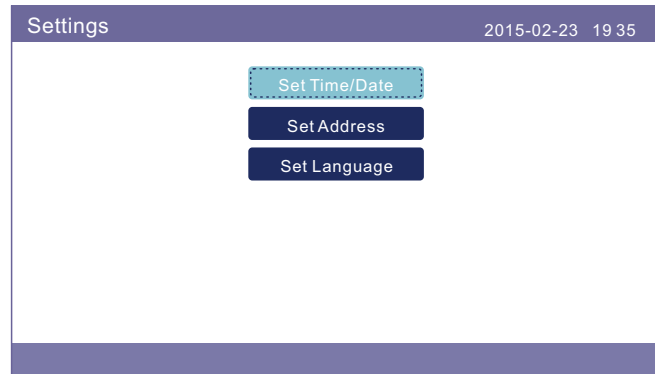 Settings
2015-02-23 19 35
Set Time/Date
Set Address
Set Language